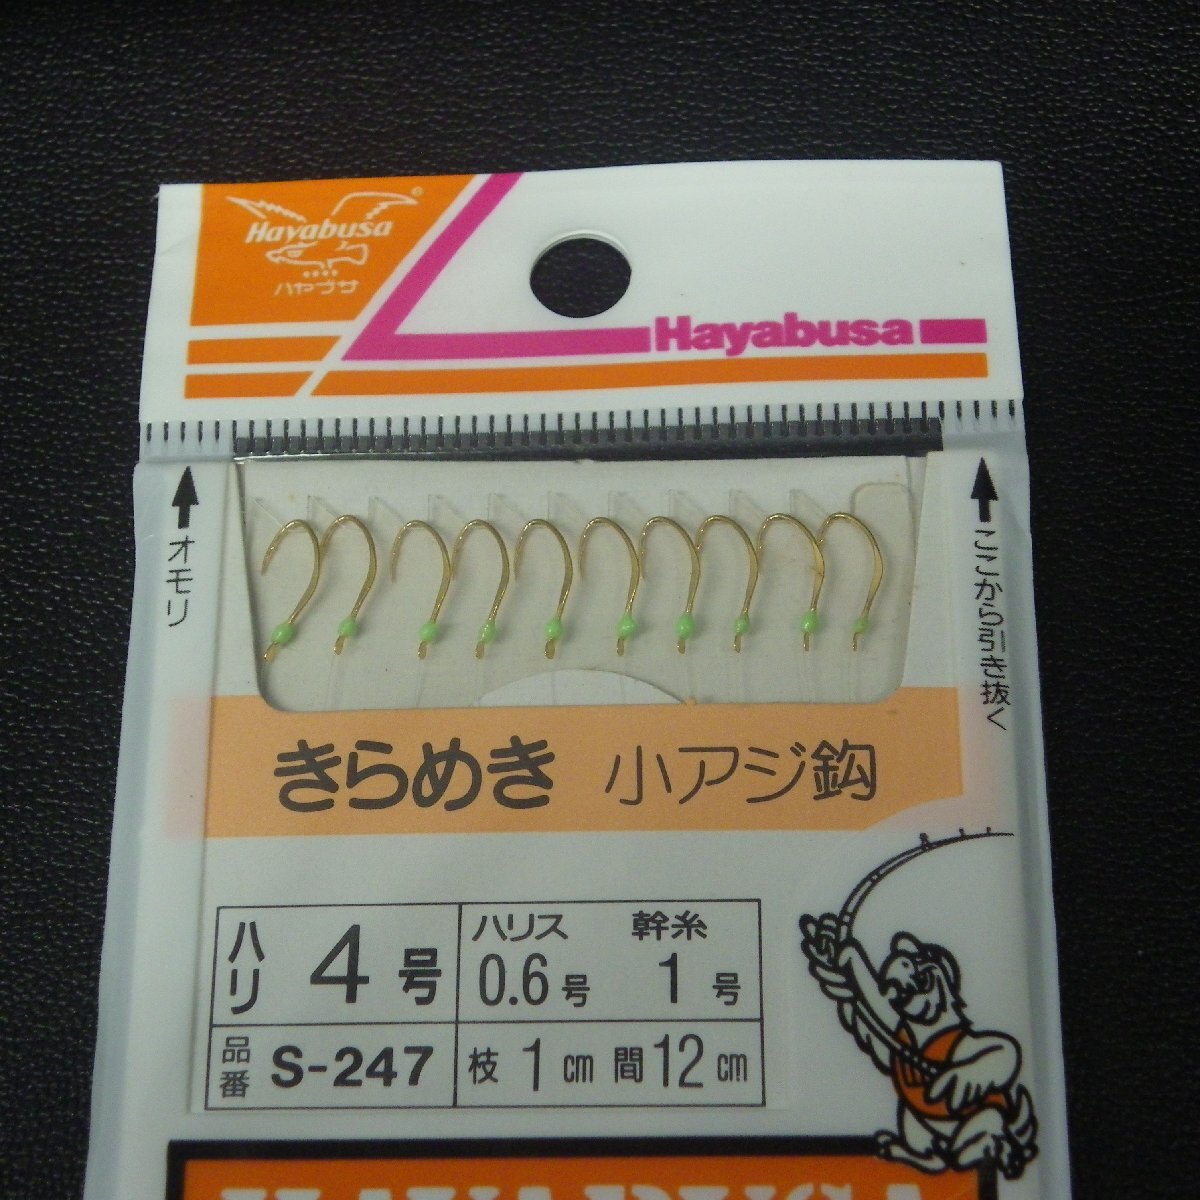 Hayabusa
ハヤブサ
Hayabusa
オモリ
ここから引き抜く
きらめき 小アジ鈎
ハリ 4号
ハリス 0.6号
幹糸 1号
品番 S-247
枝 1cm 間 12cm
HAYABUSA